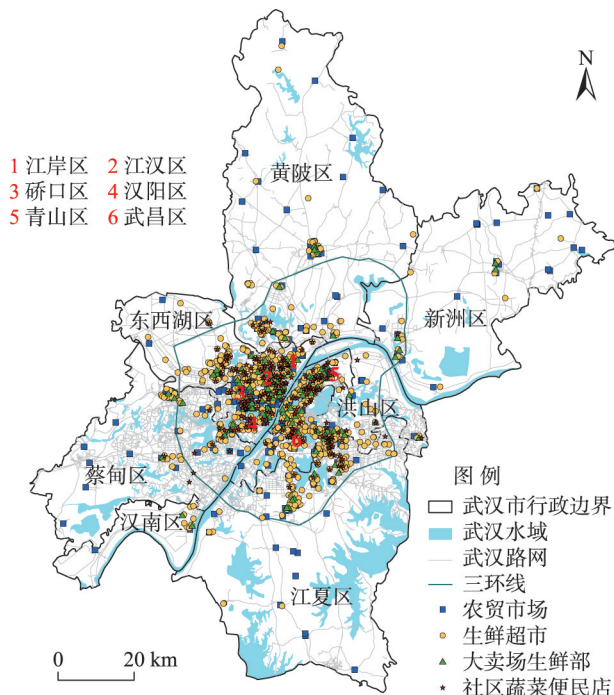 N
1 江岸区 2 江汉区
3 硚口区 4 汉阳区
5 青山区 6 武昌区
黄陂区
东西湖区
新洲区
洪山区
蔡甸区
汉南区
江夏区
图 例
武汉市行政边界
武汉水域
武汉路网
三环线
农贸市场
生鲜超市
大卖场生鲜部
社区蔬菜便民店
0 20 km